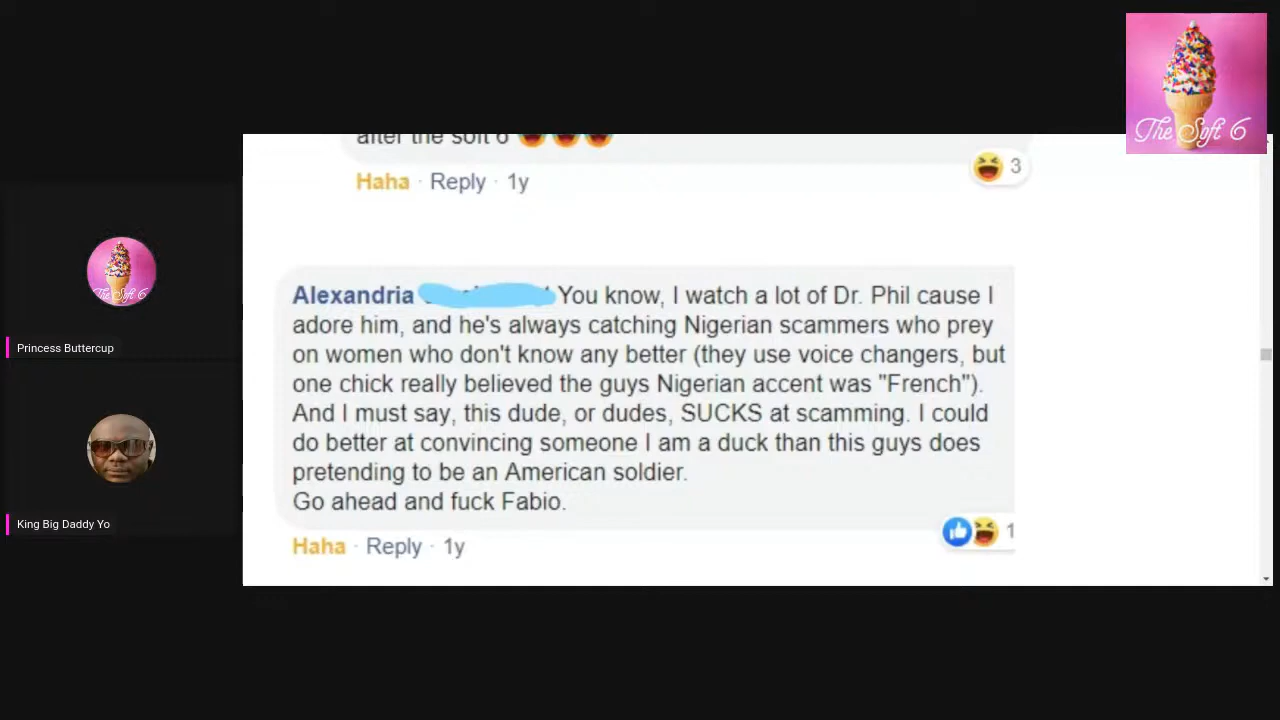 The Soft 6
after the soft 6
Haha · Reply · 1y
3
Alexandria You know, I watch a lot of Dr. Phil cause I
adore him, and he's always catching Nigerian scammers who prey
on women who don't know any better (they use voice changers, but
one chick really believed the guys Nigerian accent was "French").
And I must say, this dude, or dudes, SUCKS at scamming. I could
do better at convincing someone I am a duck than this guys does
pretending to be an American soldier.
Go ahead and fuck Fabio.
Haha · Reply · 1y
1
The Soft 6
Princess Buttercup
King Big Daddy Yo